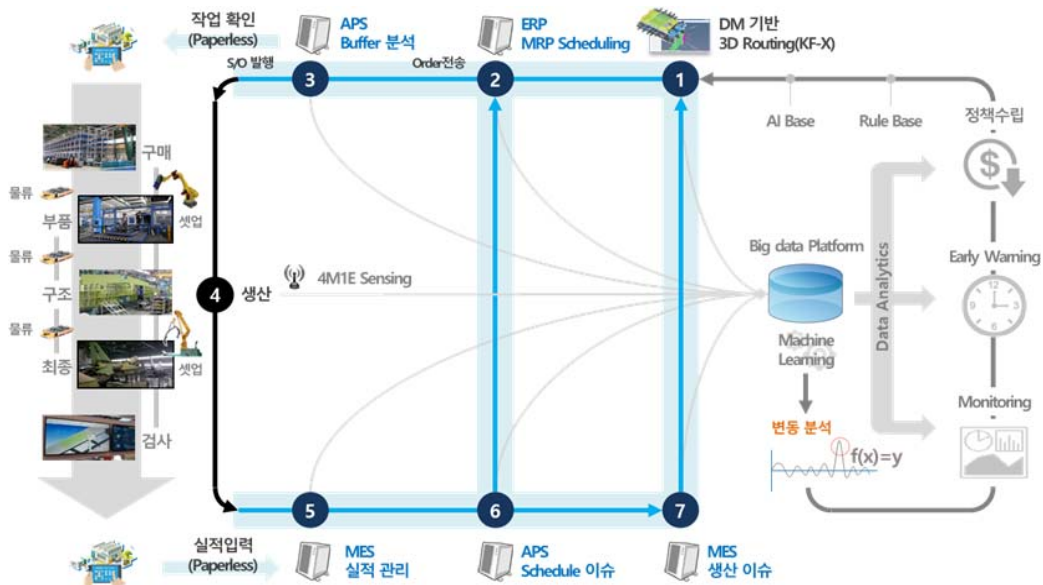 작업 확인
(Paperless)
APS
Buffer 분석
ERP
MRP Scheduling
DM 기반
3D Routing(KF-X)
S/O 발행
3
Order전송
2
1
AI Base
Rule Base
정책수립
$
구매
물류
부품
셋업
물류
구조
물류
최종
셋업
검사
4
생산
4M1E Sensing
Big data Platform
Machine
Learning
Data Analytics
Early Warning
12
9
3
6
Monitoring
변동 분석
f(x)=y
5
6
7
실적입력
(Paperless)
MES
실적 관리
APS
Schedule 이슈
MES
생산 이슈